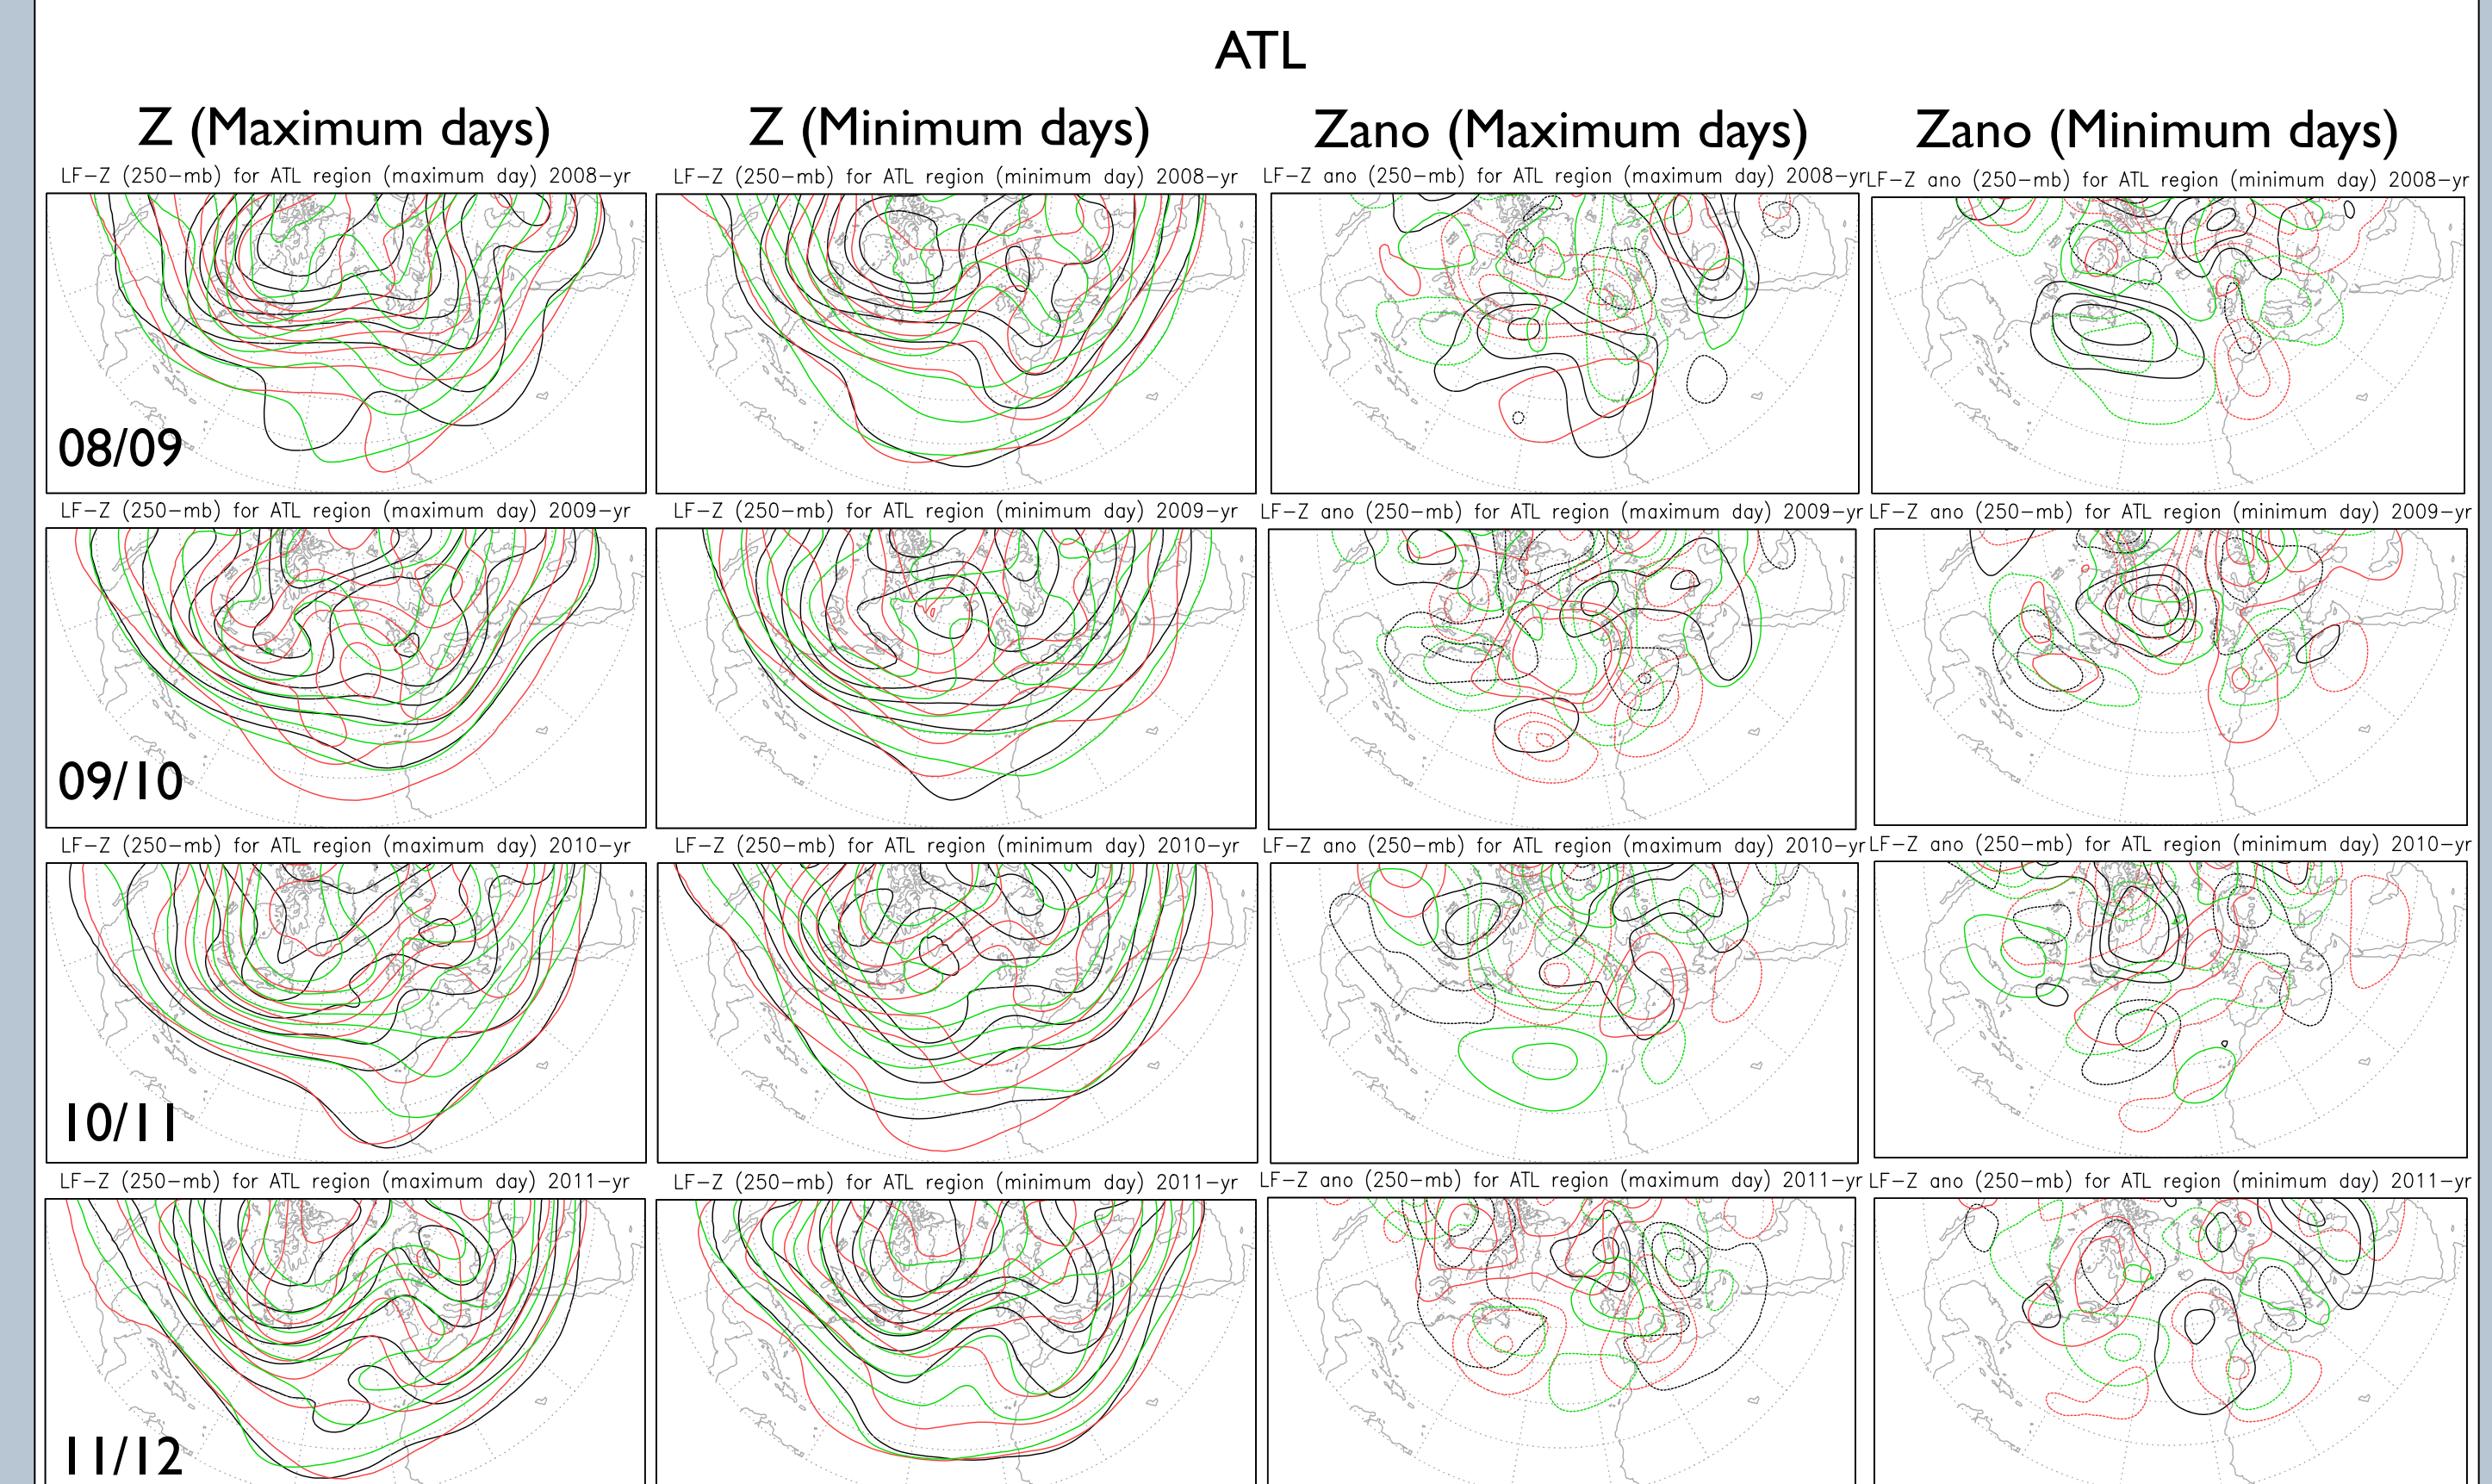 ATL
Z (Maximum days) Z (Minimum days) Zano (Maximum days) Zano (Minimum days)
LF-Z (250-mb) for ATL region (maximum day) 2008-yr LF-Z (250-mb) for ATL region (minimum day) 2008-yr LF-Z ano (250-mb) for ATL region (maximum day) 2008-yr LF-Z ano (250-mb) for ATL region (minimum day) 2008-yr
08/09
LF-Z (250-mb) for ATL region (maximum day) 2009-yr LF-Z (250-mb) for ATL region (minimum day) 2009-yr LF-Z ano (250-mb) for ATL region (maximum day) 2009-yr LF-Z ano (250-mb) for ATL region (minimum day) 2009-yr
09/10
LF-Z (250-mb) for ATL region (maximum day) 2010-yr LF-Z (250-mb) for ATL region (minimum day) 2010-yr LF-Z ano (250-mb) for ATL region (maximum day) 2010-yr LF-Z ano (250-mb) for ATL region (minimum day) 2010-yr
10/11
LF-Z (250-mb) for ATL region (maximum day) 2011-yr LF-Z (250-mb) for ATL region (minimum day) 2011-yr LF-Z ano (250-mb) for ATL region (maximum day) 2011-yr LF-Z ano (250-mb) for ATL region (minimum day) 2011-yr
11/12